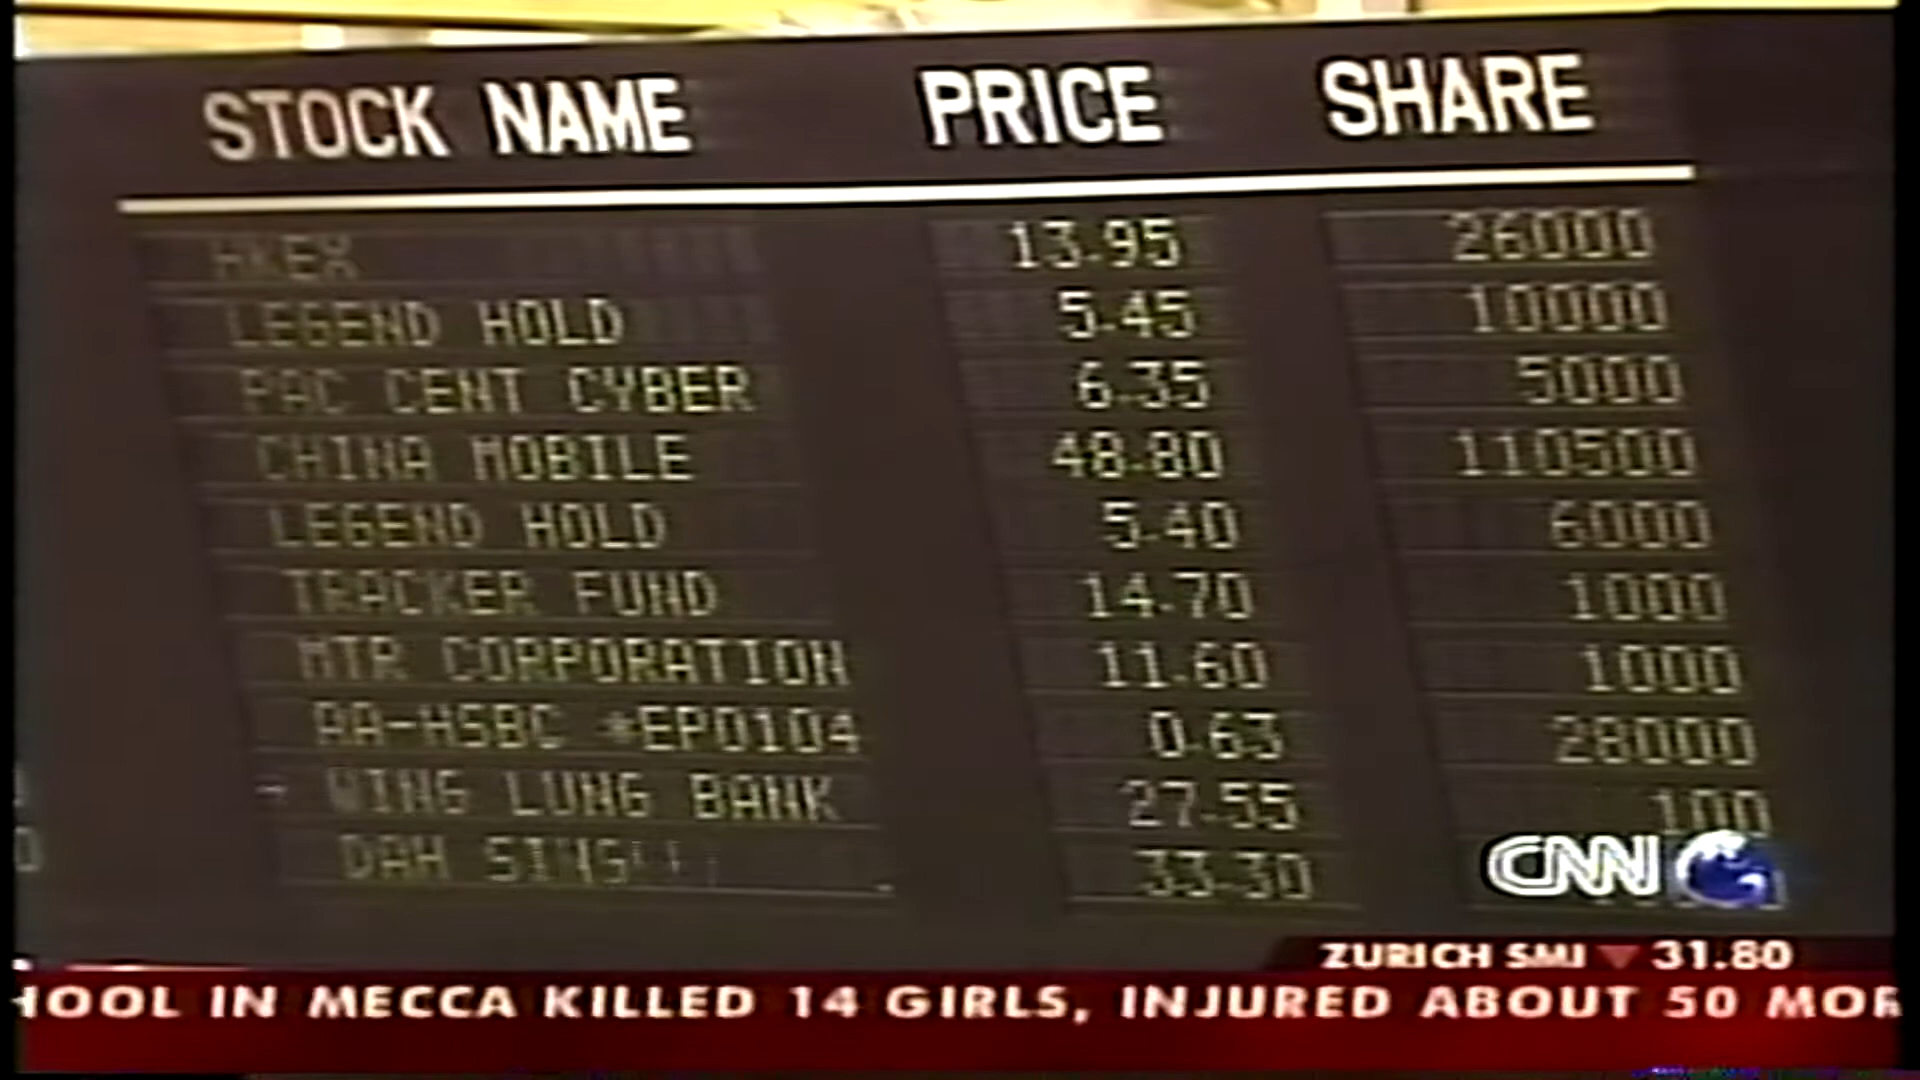 STOCK NAME PRICE SHARE
HKEX 13.95 26000
LEGEND HOLD 5.45 10000
PAC CENT CYBER 6.35 5000
CHINA MOBILE 48.80 110500
LEGEND HOLD 5.40 6000
TRACKER FUND 14.70 1000
MTR CORPORATION 11.60 1000
AA-HSBC *EP0104 0.63 28000
WING LUNG BANK 27.55 100
DAH SING 33.30
CNN
ZURICH SMI ▼ 31.80
HOOL IN MECCA KILLED 14 GIRLS, INJURED ABOUT 50 MOR